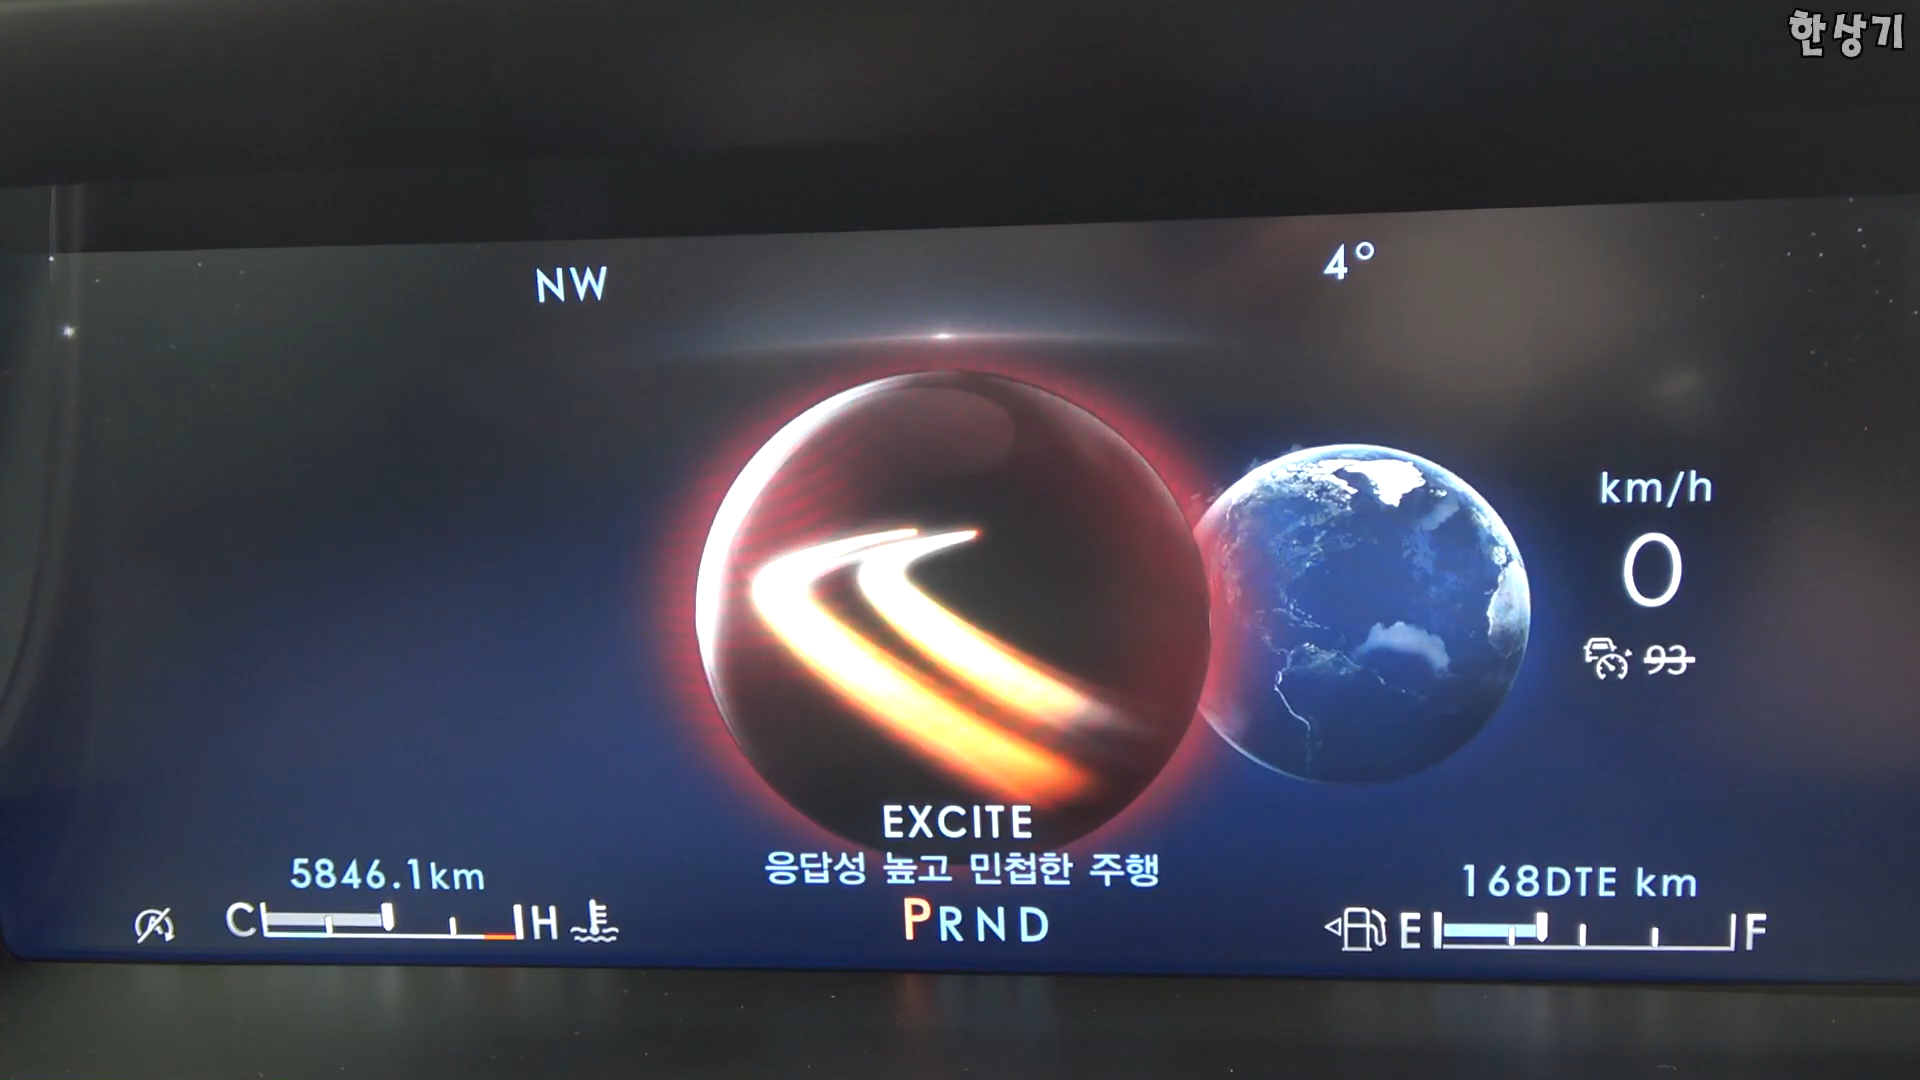 한상기
NW
4°
km/h
0
93
EXCITE
응답성 높고 민첩한 주행
5846.1km
168DTE km
C H
PRND
E F